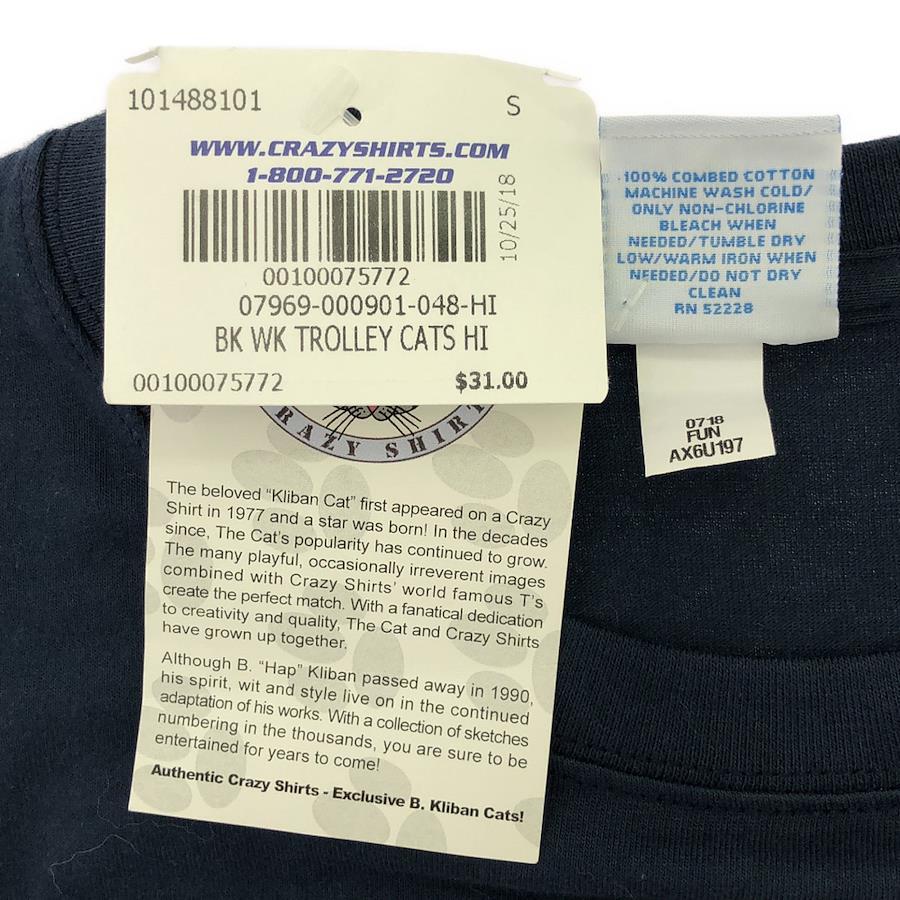 101488101 S
WWW.CRAZYSHIRTS.COM
1-800-771-2720
10/25/18
00100075772
07969-000901-048-HI
BK WK TROLLEY CATS HI
00100075772 $31.00
CRAZY SHIRTS
The beloved “Kliban Cat” first appeared on a Crazy
Shirt in 1977 and a star was born! In the decades
since, The Cat’s popularity has continued to grow.
The many playful, occasionally irreverent images
combined with Crazy Shirts’ world famous T’s
create the perfect match. With a fanatical dedication
to creativity and quality, The Cat and Crazy Shirts
have grown up together.
Although B. “Hap” Kliban passed away in 1990,
his spirit, wit and style live on in the continued
adaptation of his works. With a collection of sketches
numbering in the thousands, you are sure to be
entertained for years to come!
Authentic Crazy Shirts - Exclusive B. Kliban Cats!
100% COMBED COTTON
MACHINE WASH COLD/
ONLY NON-CHLORINE
BLEACH WHEN
NEEDED/TUMBLE DRY
LOW/WARM IRON WHEN
NEEDED/DO NOT DRY
CLEAN
RN 52228
0718
FUN
AX6U197